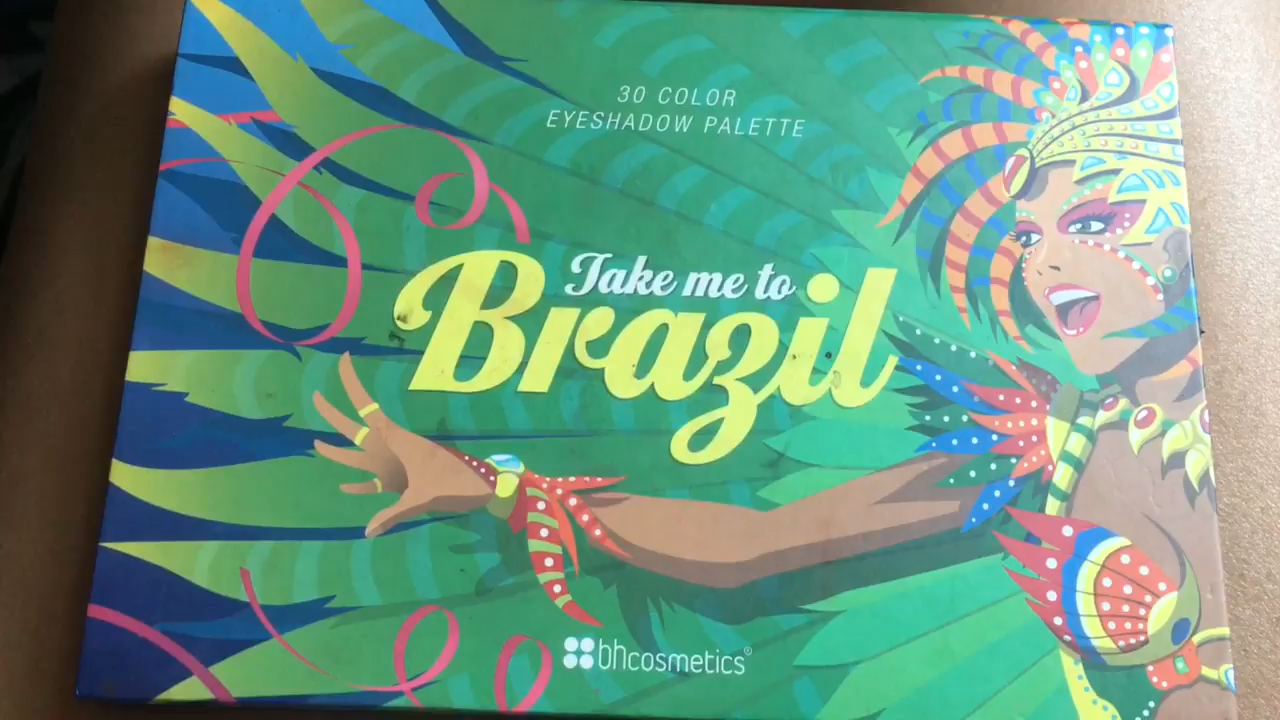 30 COLOR
EYESHADOW PALETTE
Take me to
Brazil
bhcosmetics®